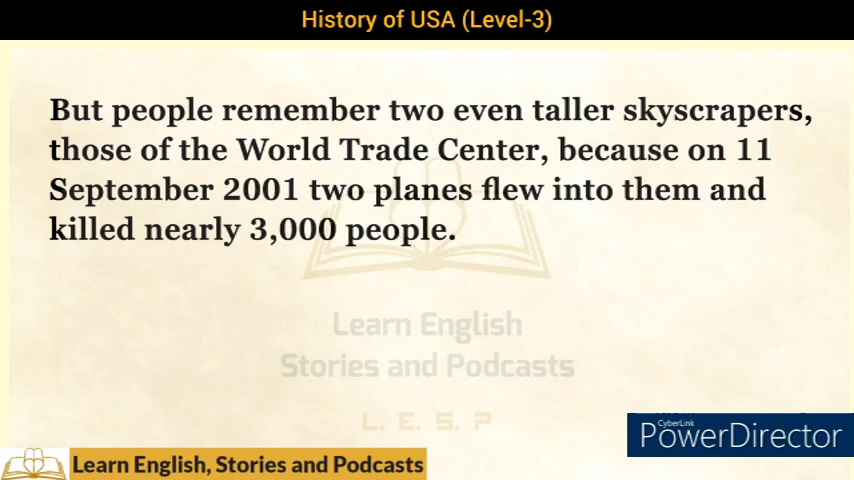 History of USA (Level-3)
But people remember two even taller skyscrapers,
those of the World Trade Center, because on 11
September 2001 two planes flew into them and
killed nearly 3,000 people.
Learn English
Stories and Podcasts
L. E. S. P
CyberLink
PowerDirector
Learn English, Stories and Podcasts